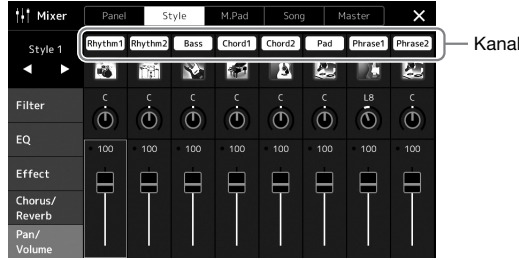 Mixer Panel Style M.Pad Song Master ×
Style 1 Rhythm1 Rhythm2 Bass Chord1 Chord2 Pad Phrase1 Phrase2 Kanal
Filter C C C C C C L8 C
EQ 100 100 100 100 100 100 100 100
Effect
Chorus/
Reverb
Pan/
Volume